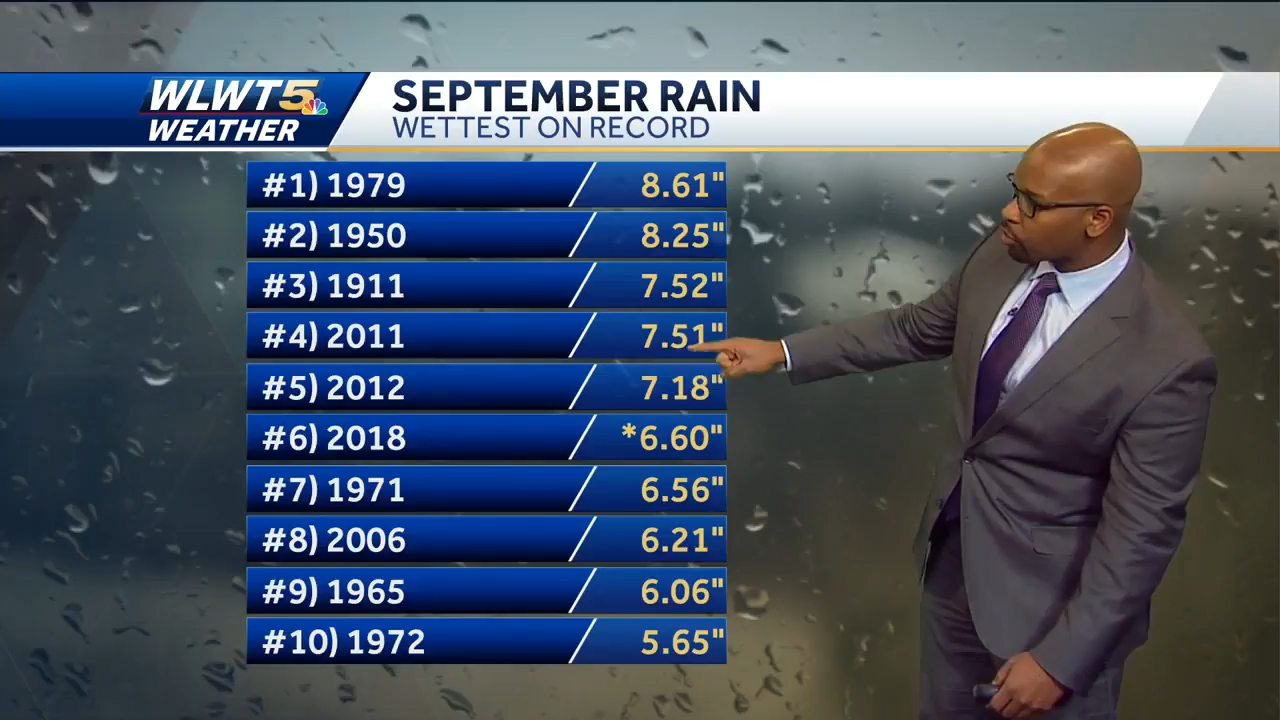 WLWT5
WEATHER
SEPTEMBER RAIN
WETTEST ON RECORD
#1) 1979 8.61"
#2) 1950 8.25"
#3) 1911 7.52"
#4) 2011 7.51"
#5) 2012 7.18"
#6) 2018 *6.60"
#7) 1971 6.56"
#8) 2006 6.21"
#9) 1965 6.06"
#10) 1972 5.65"